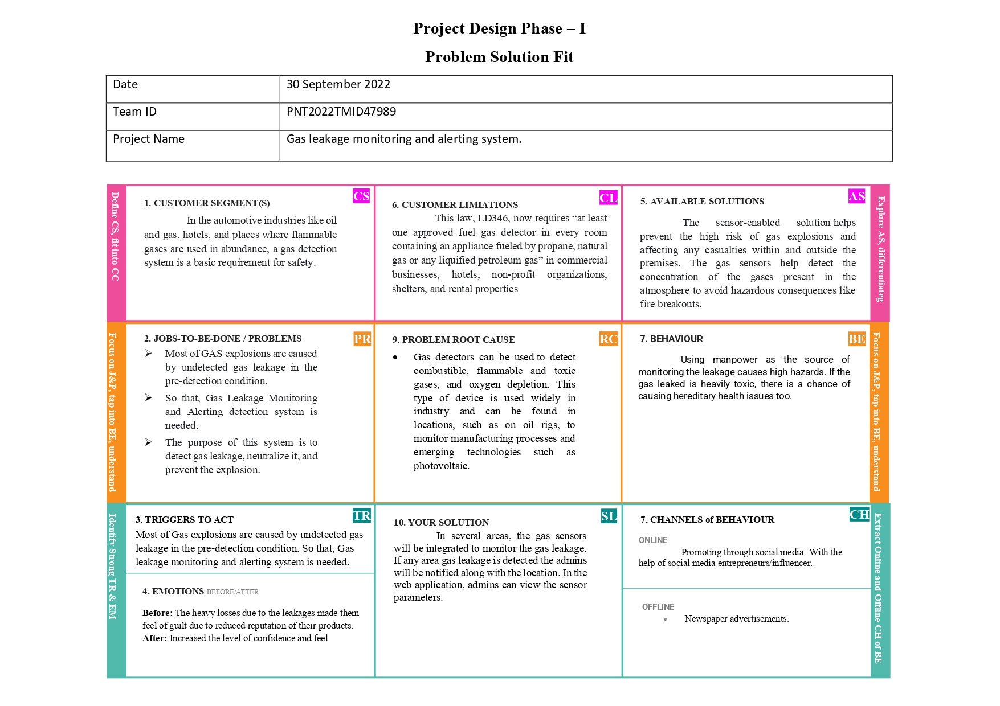 Project Design Phase – I
Problem Solution Fit
Date
30 September 2022
Team ID
PNT2022TMID47989
Project Name
Gas leakage monitoring and alerting system.
Define CS, fit into CC
1. CUSTOMER SEGMENT(S)
CS
In the automotive industries like oil
and gas, hotels, and places where flammable
gases are used in abundance, a gas detection
system is a basic requirement for safety.
6. CUSTOMER LIMIATIONS
CL
This law, LD346, now requires “at least
one approved fuel gas detector in every room
containing an appliance fueled by propane, natural
gas or any liquified petroleum gas” in commercial
businesses, hotels, non-profit organizations,
shelters, and rental properties
5. AVAILABLE SOLUTIONS
AS
The sensor-enabled solution helps
prevent the high risk of gas explosions and
affecting any casualties within and outside the
premises. The gas sensors help detect the
concentration of the gases present in the
atmosphere to avoid hazardous consequences like
fire breakouts.
Explore AS, differentiateg
Focus on J&P, tap into BE, understand
2. JOBS-TO-BE-DONE / PROBLEMS
PR
➢ Most of GAS explosions are caused
by undetected gas leakage in the
pre-detection condition.
➢ So that, Gas Leakage Monitoring
and Alerting detection system is
needed.
➢ The purpose of this system is to
detect gas leakage, neutralize it, and
prevent the explosion.
9. PROBLEM ROOT CAUSE
RC
• Gas detectors can be used to detect
combustible, flammable and toxic
gases, and oxygen depletion. This
type of device is used widely in
industry and can be found in
locations, such as on oil rigs, to
monitor manufacturing processes and
emerging technologies such as
photovoltaic.
7. BEHAVIOUR
BE
Using manpower as the source of
monitoring the leakage causes high hazards. If the
gas leaked is heavily toxic, there is a chance of
causing hereditary health issues too.
Focus on J&P, tap into BE, understand
Identify Strong TR & EM
3. TRIGGERS TO ACT
TR
Most of Gas explosions are caused by undetected gas
leakage in the pre-detection condition. So that, Gas
leakage monitoring and alerting system is needed.
4. EMOTIONS BEFORE/AFTER
Before: The heavy losses due to the leakages made them
feel of guilt due to reduced reputation of their products.
After: Increased the level of confidence and feel
10. YOUR SOLUTION
SL
In several areas, the gas sensors
will be integrated to monitor the gas leakage.
If any area gas leakage is detected the admins
will be notified along with the location. In the
web application, admins can view the sensor
parameters.
7. CHANNELS of BEHAVIOUR
CH
ONLINE
Promoting through social media. With the
help of social media entrepreneurs/influencer.
OFFLINE
• Newspaper advertisements.
Extract Online and Offline CH of BE